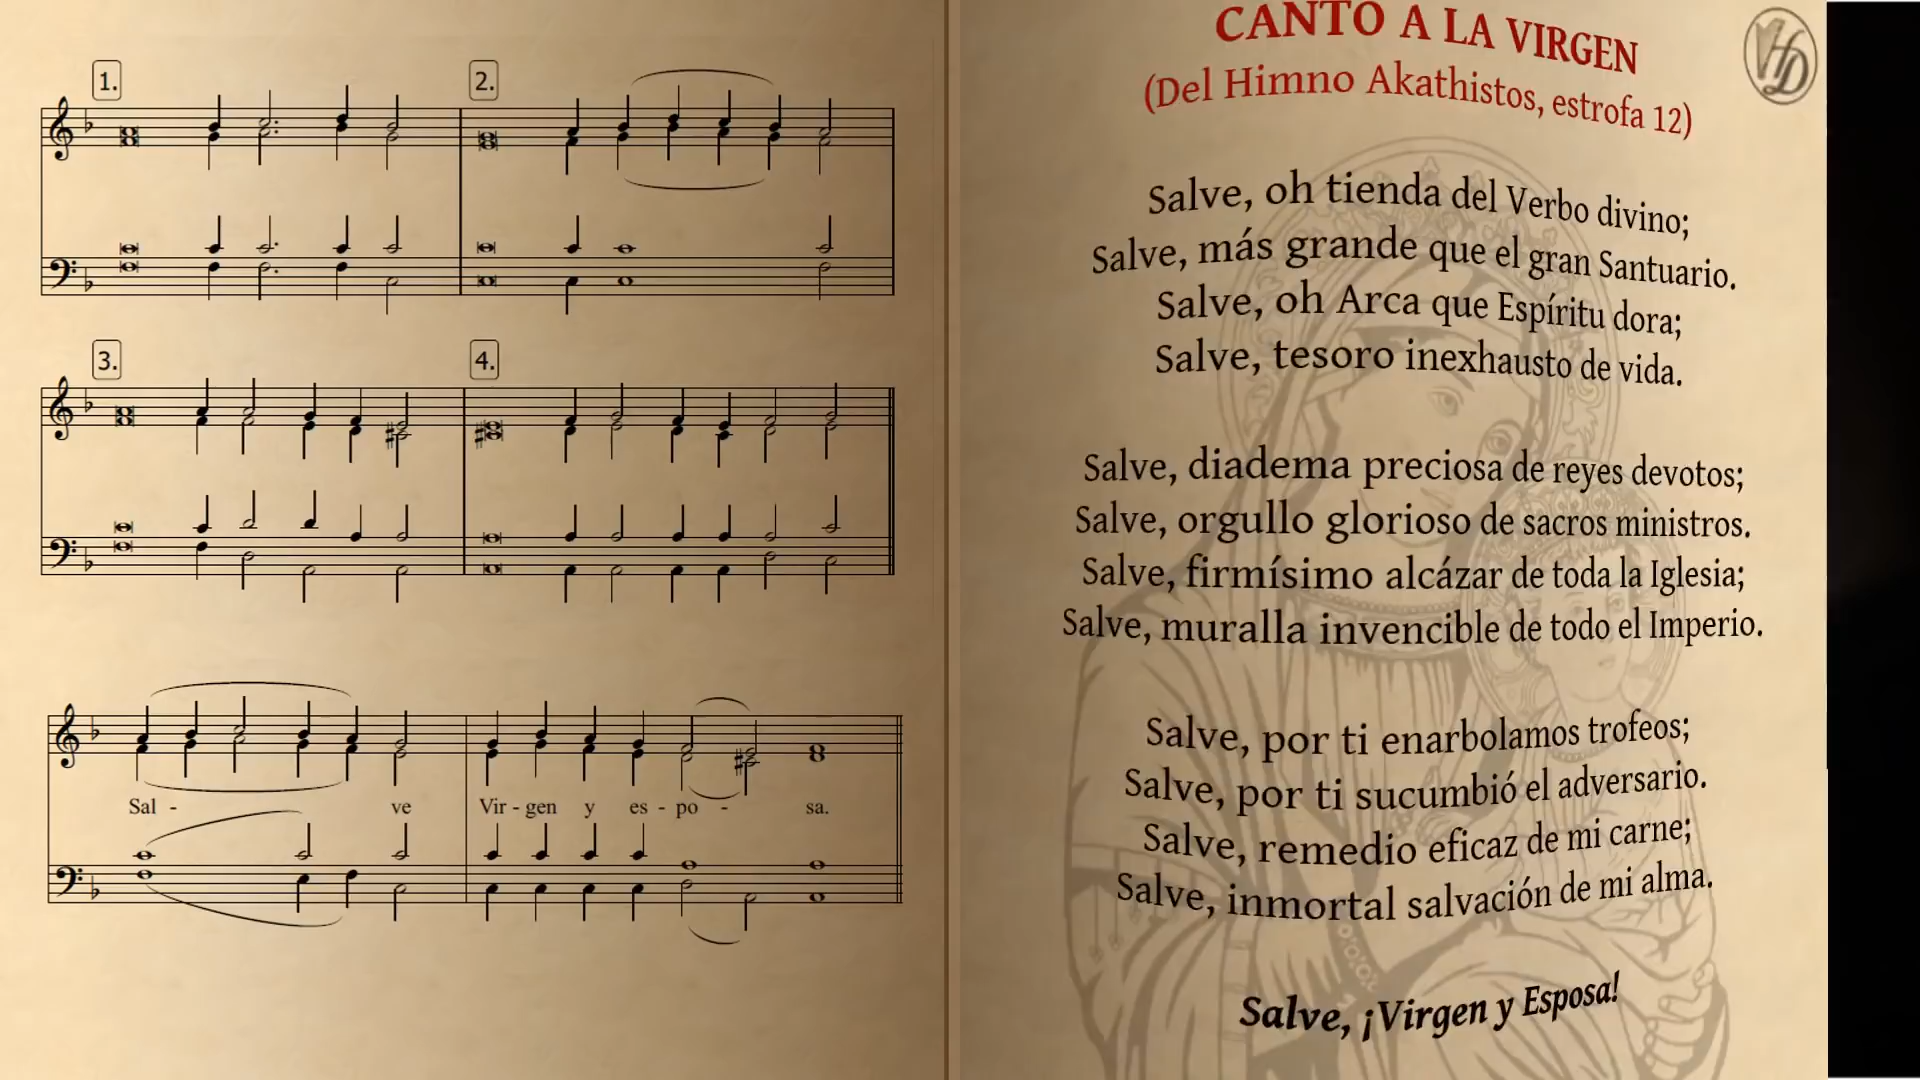 1.
2.
3.
4.
Sal - ve Vir - gen y es - po - sa.
CANTO A LA VIRGEN
(Del Himno Akathistos, estrofa 12)
Salve, oh tienda del Verbo divino;
Salve, más grande que el gran Santuario.
Salve, oh Arca que Espíritu dora;
Salve, tesoro inexhausto de vida.
Salve, diadema preciosa de reyes devotos;
Salve, orgullo glorioso de sacros ministros.
Salve, firmísimo alcázar de toda la Iglesia;
Salve, muralla invencible de todo el Imperio.
Salve, por ti enarbolamos trofeos;
Salve, por ti sucumbió el adversario.
Salve, remedio eficaz de mi carne;
Salve, inmortal salvación de mi alma.
Salve, ¡Virgen y Esposa!